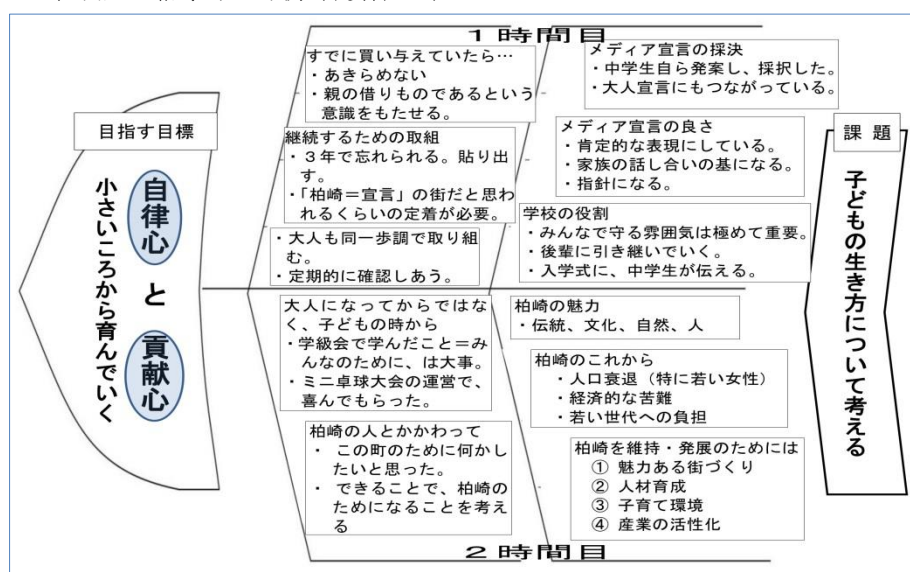 1時間目
すでに買い与えていたら…
・あきらめない
・親の借りものであるという
意識をもたせる。
継続するための取組
・３年で忘れられる。貼り出
す。
・「柏崎＝宣言」の街だと思わ
れるくらいの定着が必要。
・大人も同一歩調で取り組
む。
・定期的に確認しあう。
メディア宣言の採決
・中学生自ら発案し、採択した。
・大人宣言にもつながっている。
メディア宣言の良さ
・肯定的な表現にしている。
・家族の話し合いの基になる。
・指針になる。
学校の役割
・みんなで守る雰囲気は極めて重要。
・後輩に引き継いでいく。
・入学式に、中学生が伝える。
目指す目標
自律心と貢献心
小さいころから育んでいく
課題
子どもの生き方について考える
大人になってからではな
く、子どもの時から
・学級会で学んだこと＝み
んなのために、は大事。
・ミニ卓球大会の運営で、
喜んでもらった。
柏崎の人とかかわって
・この町のために何かし
たいと思った。
・できることで、柏崎の
ためになることを考え
る
柏崎の魅力
・伝統、文化、自然、人
柏崎のこれから
・人口衰退（特に若い女性）
・経済的な苦難
・若い世代への負担
柏崎を維持・発展のためには
① 魅力ある街づくり
② 人材育成
③ 子育て環境
④ 産業の活性化
2時間目